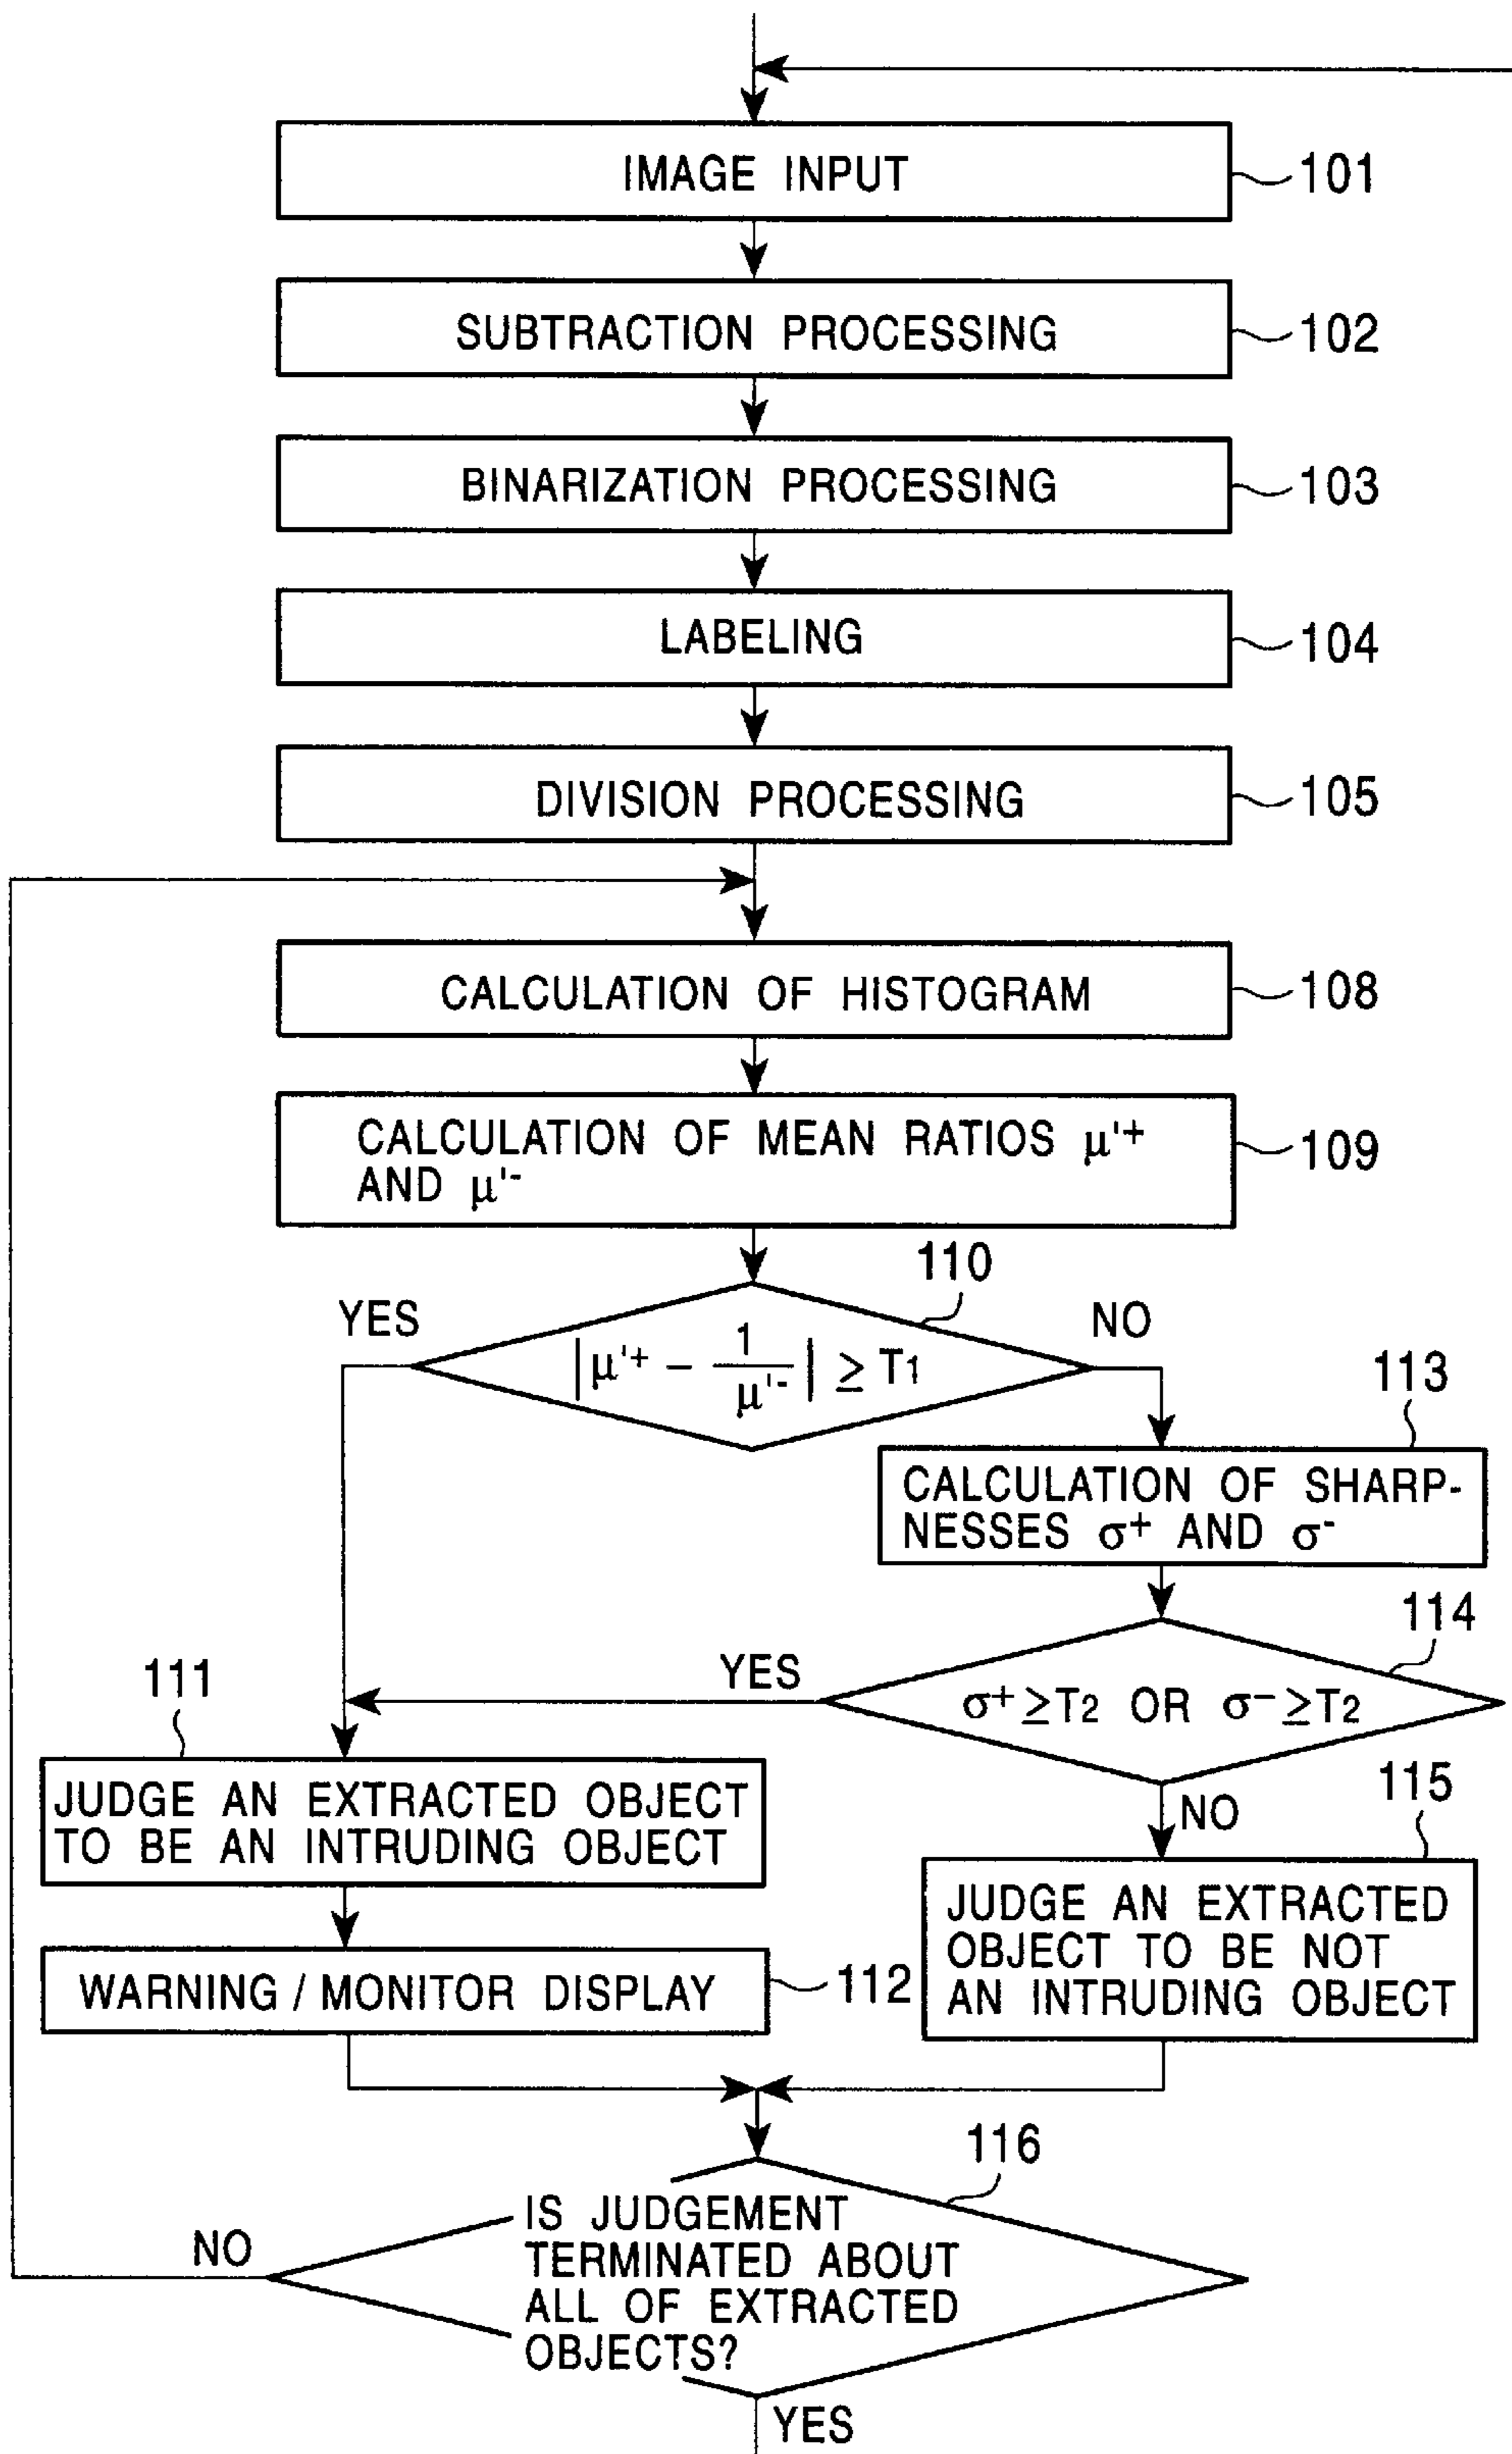 IMAGE INPUT
101
SUBTRACTION PROCESSING
102
BINARIZATION PROCESSING
103
LABELING
104
DIVISION PROCESSING
105
CALCULATION OF HISTOGRAM
108
CALCULATION OF MEAN RATIOS μ'+
AND μ'-
109
110
YES
NO
|μ'+ - 1/μ'-| ≥ T1
113
CALCULATION OF SHARP-
NESSES σ+ AND σ-
114
YES
σ+ ≥T2 OR σ- ≥T2
NO
111
JUDGE AN EXTRACTED OBJECT
TO BE AN INTRUDING OBJECT
115
JUDGE AN EXTRACTED
OBJECT TO BE NOT
AN INTRUDING OBJECT
WARNING / MONITOR DISPLAY
112
116
NO
IS JUDGEMENT
TERMINATED ABOUT
ALL OF EXTRACTED
OBJECTS?
YES